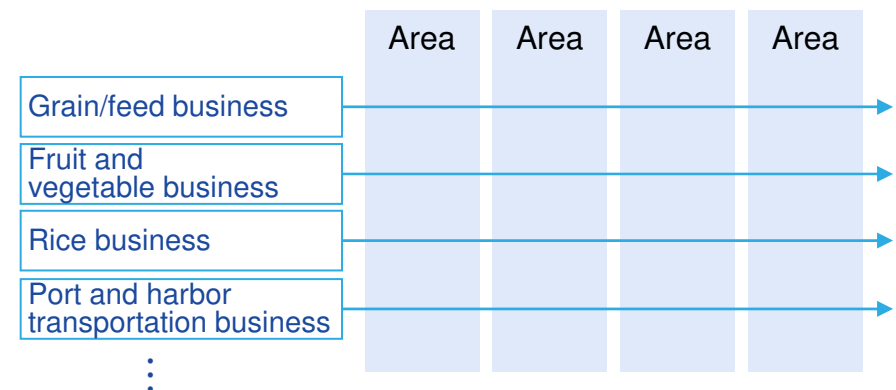 Area Area Area Area
Grain/feed business
Fruit and
vegetable business
Rice business
Port and harbor
transportation business
⋮